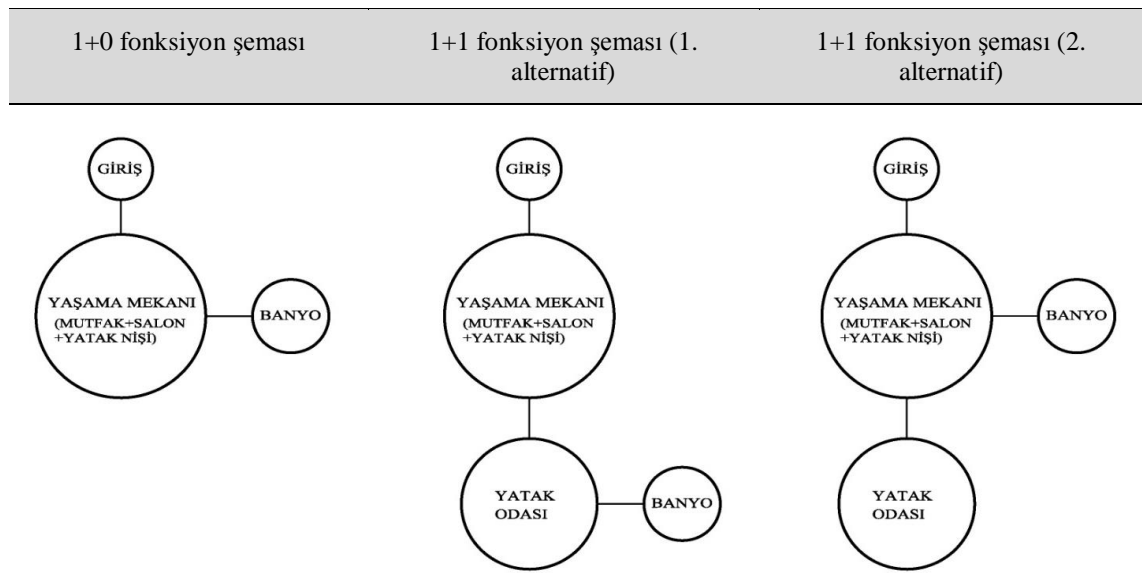 1+0 fonksiyon şeması
1+1 fonksiyon şeması (1.
alternatif)
1+1 fonksiyon şeması (2.
alternatif)
GİRİŞ
YAŞAMA MEKANI
(MUTFAK+SALON
+YATAK NİŞİ)
BANYO
GİRİŞ
YAŞAMA MEKANI
(MUTFAK+SALON
+YATAK NİŞİ)
YATAK
ODASI
BANYO
GİRİŞ
YAŞAMA MEKANI
(MUTFAK+SALON
+YATAK NİŞİ)
BANYO
YATAK
ODASI